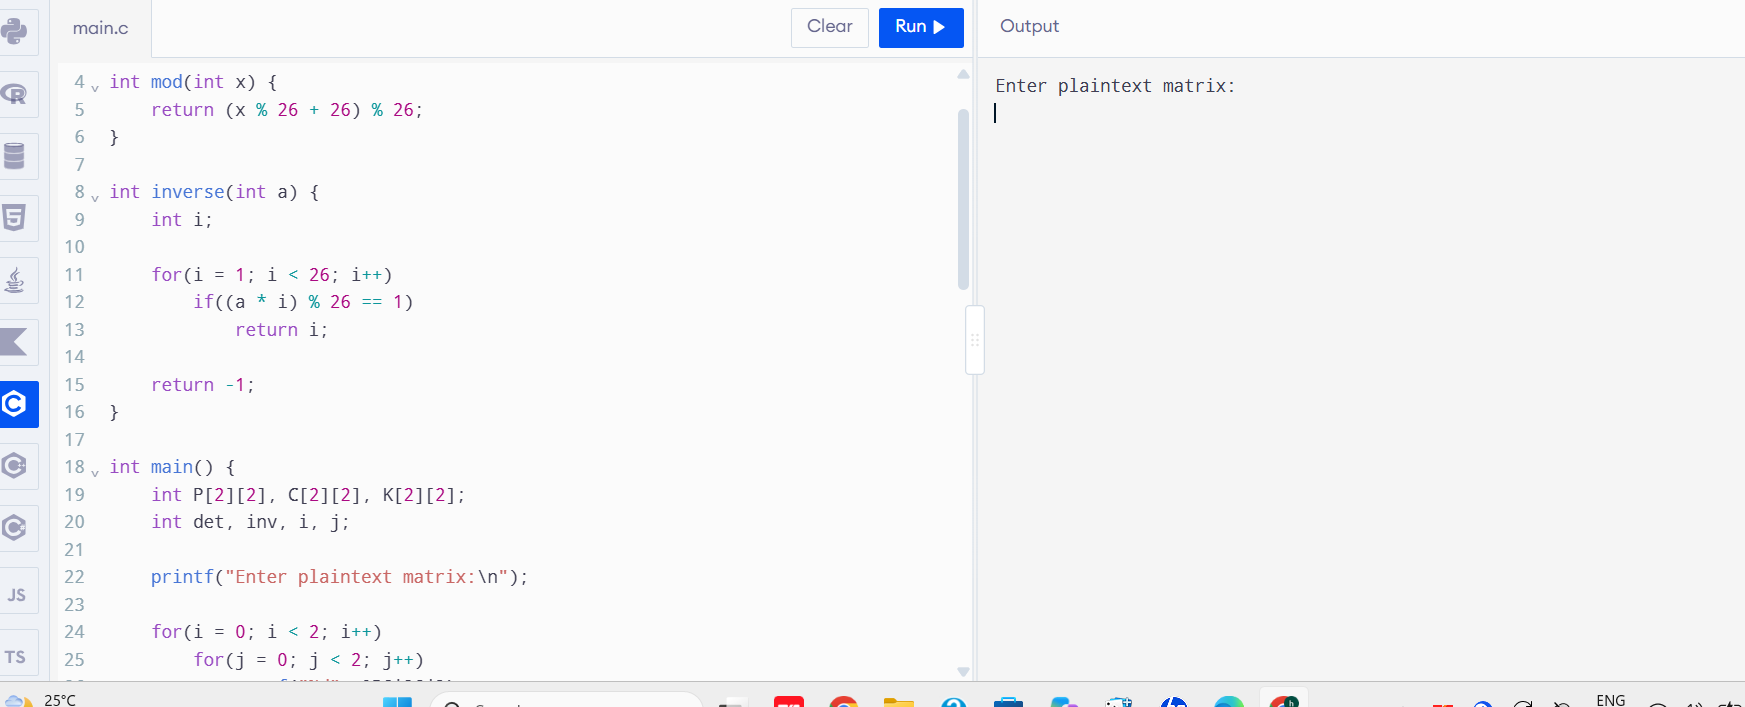 main.c
Clear
Run
Output
4 int mod(int x) {
5 return (x % 26 + 26) % 26;
6 }
7
8 int inverse(int a) {
9 int i;
10
11 for(i = 1; i < 26; i++)
12 if((a * i) % 26 == 1)
13 return i;
14
15 return -1;
16 }
17
18 int main() {
19 int P[2][2], C[2][2], K[2][2];
20 int det, inv, i, j;
21
22 printf("Enter plaintext matrix:\n");
23
24 for(i = 0; i < 2; i++)
25 for(j = 0; j < 2; j++)
Enter plaintext matrix:
JS
TS
25°C
ENG